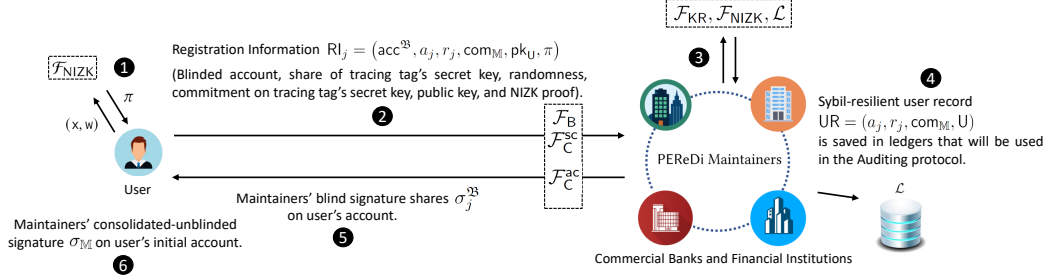 F_KR, F_NIZK, L
3
1
F_NIZK
π
(x, w)
User
Registration Information RI_j = (acc^𝔅, a_j, r_j, com_𝕄, pk_U, π)
(Blinded account, share of tracing tag's secret key, randomness,
commitment on tracing tag's secret key, public key, and NIZK proof).
2
F_B
F_C^sc
F_C^ac
PEReDi Maintainers
4
Sybil-resilient user record
UR = (a_j, r_j, com_𝕄, U)
is saved in ledgers that will be used
in the Auditing protocol.
L
Maintainers' blind signature shares σ_j^𝔅
on user's account.
5
Maintainers' consolidated-unblinded
signature σ_𝕄 on user's initial account.
6
Commercial Banks and Financial Institutions